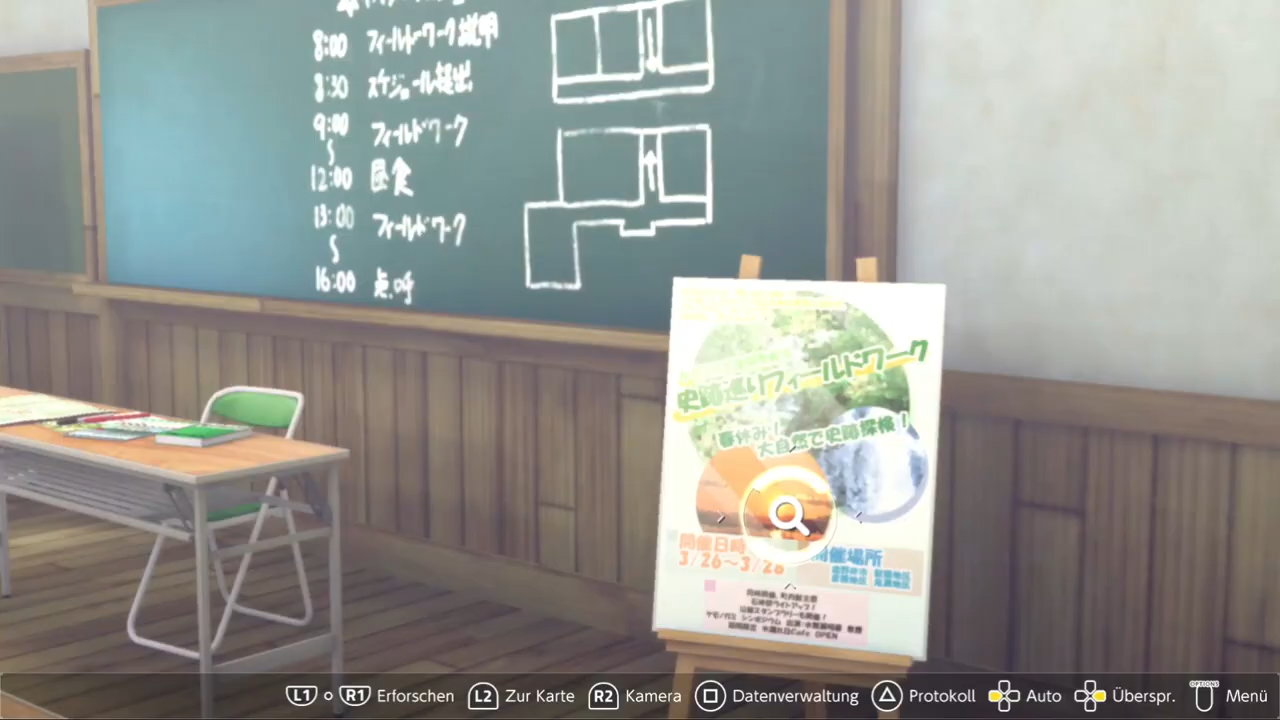 8:00 フィールドワーク説明
8:30 スケジュール提出
9:00 フィールドワーク
12:00 昼食
13:00 フィールドワーク
16:00 点呼
史跡巡りフィールドワーク
春休み!
大自然で史跡探検!
開催日時
3/26~3/28
開催場所
L1 o R1 Erforschen L2 Zur Karte R2 Kamera Datenverwaltung Protokoll Auto Überspr. OPTIONS Menü